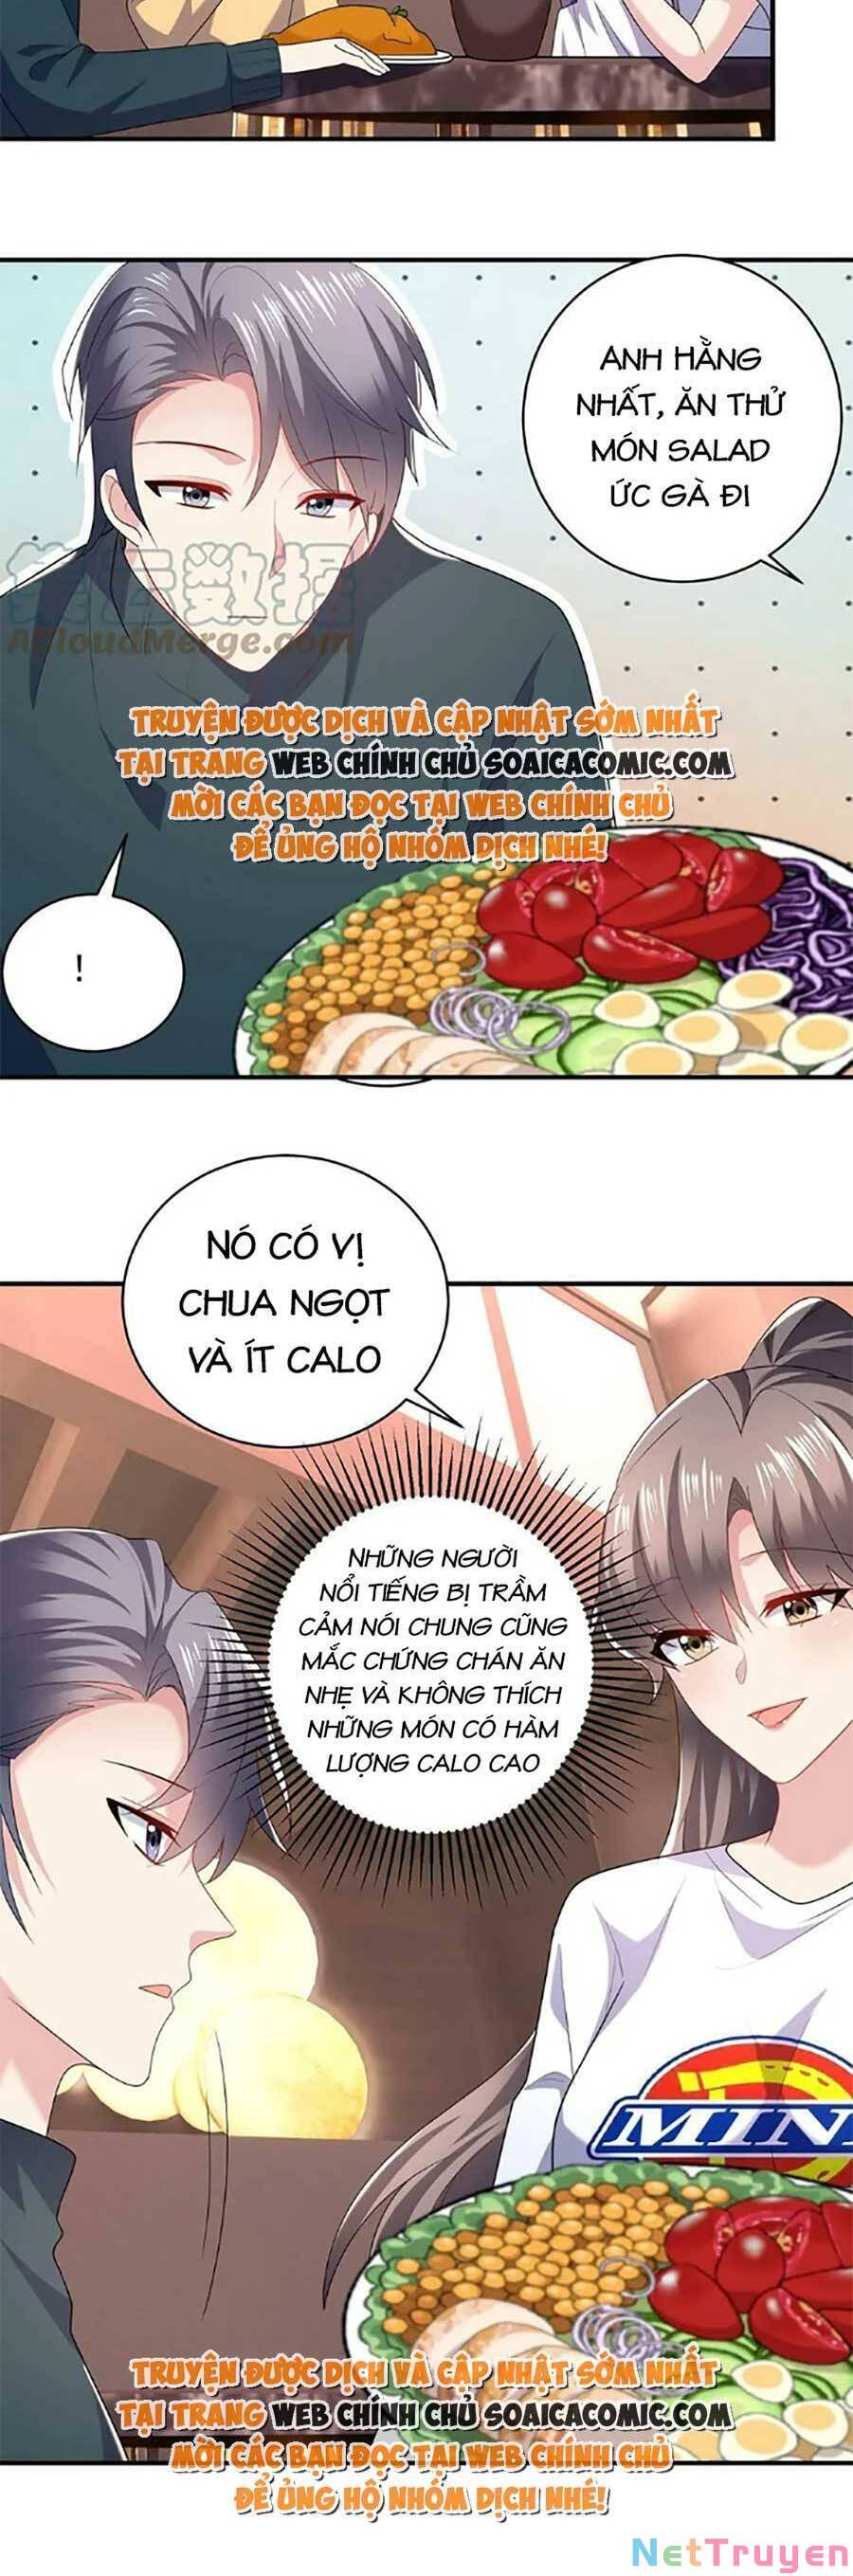 ANH HẰNG
NHẤT, ĂN THỬ
MÓN SALAD
ỨC GÀ ĐI
ACloudMerge.com
TRUYỆN ĐƯỢC DỊCH VÀ CẬP NHẬT SỚM NHẤT
TẠI TRANG WEB CHÍNH CHỦ SOAICACOMIC.COM
MỜI CÁC BẠN ĐỌC TẠI WEB CHÍNH CHỦ
ĐỂ ỦNG HỘ NHÓM DỊCH NHÉ!
!
NÓ CÓ VỊ
CHUA NGỌT
VÀ ÍT CALO
NHỮNG NGƯỜI
NỔI TIẾNG BỊ TRẦM
CẢM NÓI CHUNG CŨNG
MẮC CHỨNG CHÁN ĂN
NHẸ VÀ KHÔNG THÍCH
NHỮNG MÓN CÓ HÀM
LƯỢNG CALO CAO
MINI
TRUYỆN ĐƯỢC DỊCH VÀ CẬP NHẬT SỚM NHẤT
TẠI TRANG WEB CHÍNH CHỦ SOAICACOMIC.COM
MỜI CÁC BẠN ĐỌC TẠI WEB CHÍNH CHỦ
ĐỂ ỦNG HỘ NHÓM DỊCH NHÉ!
NetTruyen